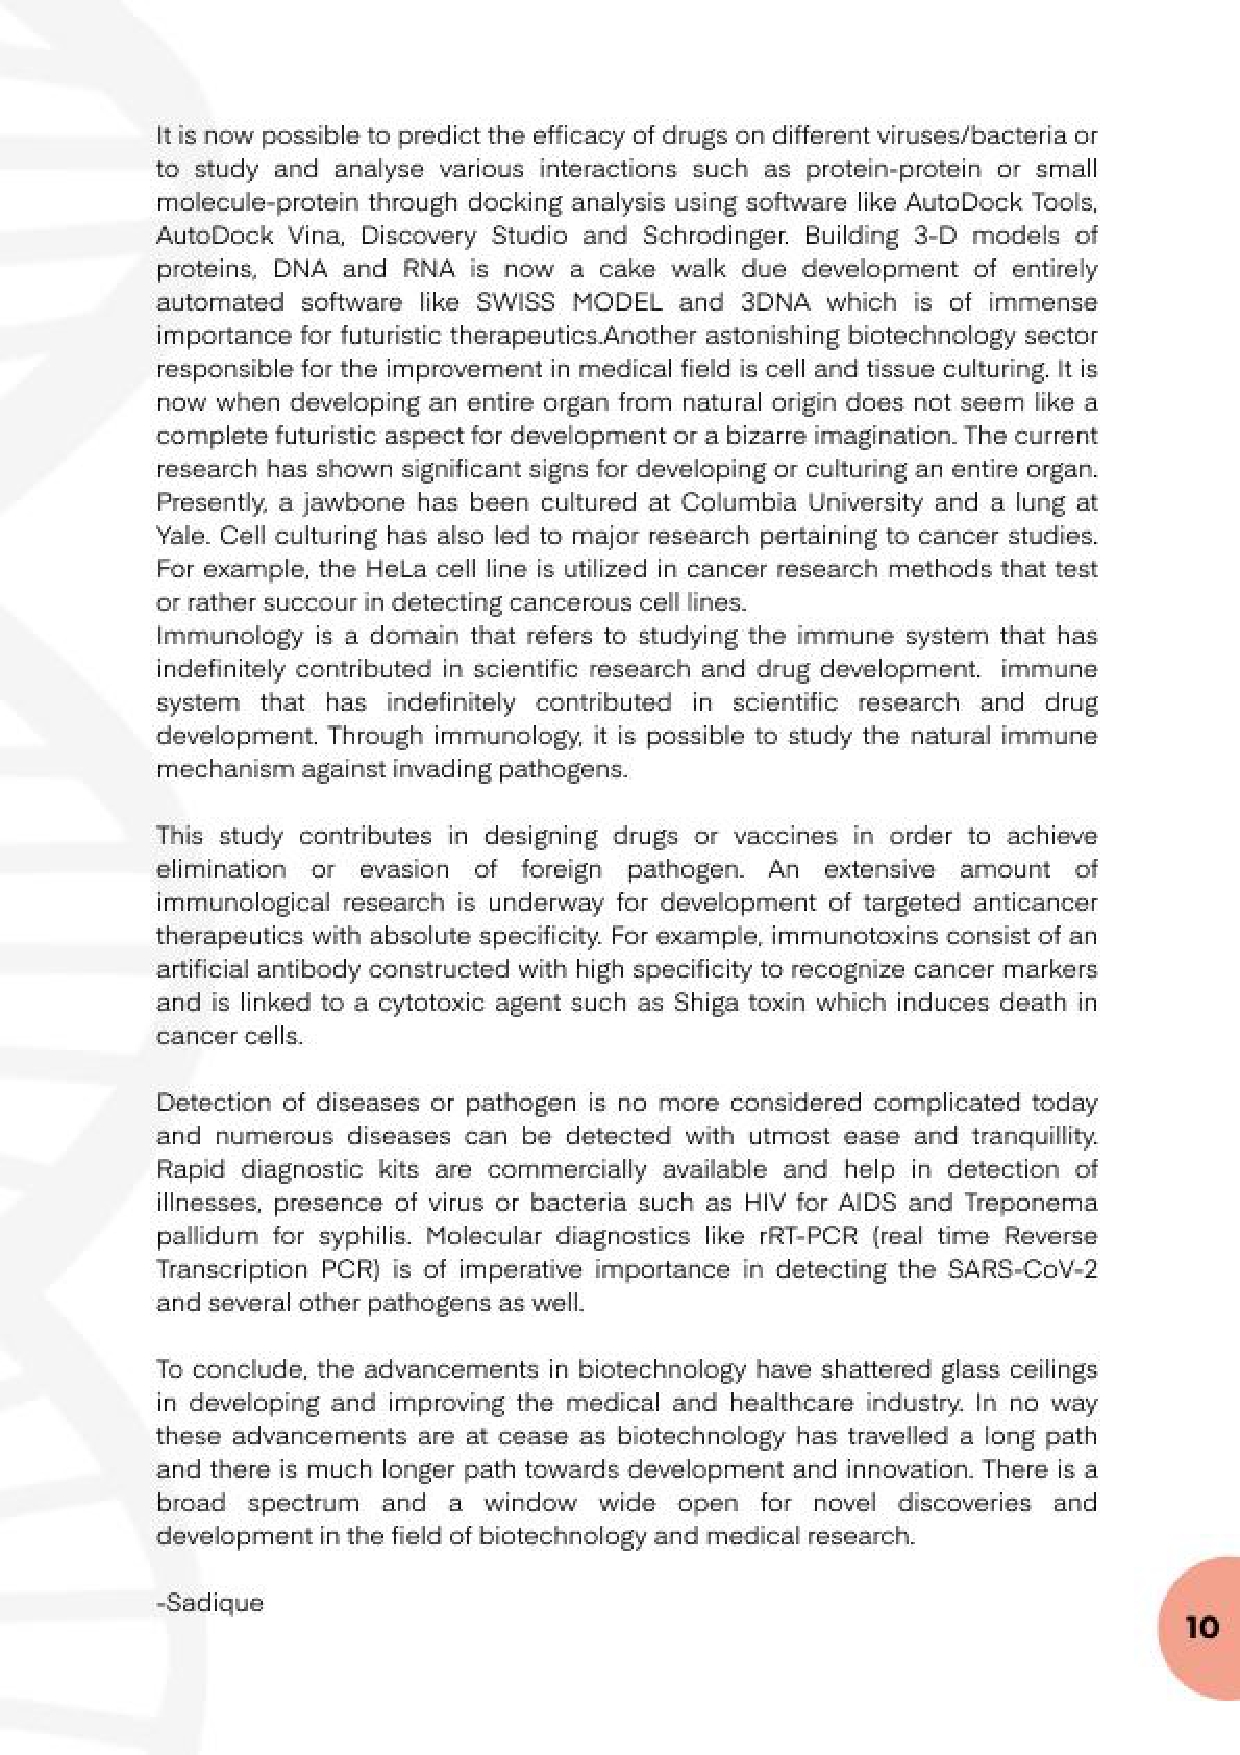 It is now possible to predict the efficacy of drugs on different viruses/bacteria or
to study and analyse various interactions such as protein-protein or small
molecule-protein through docking analysis using software like AutoDock Tools,
AutoDock Vina, Discovery Studio and Schrodinger. Building 3-D models of
proteins, DNA and RNA is now a cake walk due development of entirely
automated software like SWISS MODEL and 3DNA which is of immense
importance for futuristic therapeutics.Another astonishing biotechnology sector
responsible for the improvement in medical field is cell and tissue culturing. It is
now when developing an entire organ from natural origin does not seem like a
complete futuristic aspect for development or a bizarre imagination. The current
research has shown significant signs for developing or culturing an entire organ.
Presently, a jawbone has been cultured at Columbia University and a lung at
Yale. Cell culturing has also led to major research pertaining to cancer studies.
For example, the HeLa cell line is utilized in cancer research methods that test
or rather succour in detecting cancerous cell lines.
Immunology is a domain that refers to studying the immune system that has
indefinitely contributed in scientific research and drug development. immune
system that has indefinitely contributed in scientific research and drug
development. Through immunology, it is possible to study the natural immune
mechanism against invading pathogens.
This study contributes in designing drugs or vaccines in order to achieve
elimination or evasion of foreign pathogen. An extensive amount of
immunological research is underway for development of targeted anticancer
therapeutics with absolute specificity. For example, immunotoxins consist of an
artificial antibody constructed with high specificity to recognize cancer markers
and is linked to a cytotoxic agent such as Shiga toxin which induces death in
cancer cells.
Detection of diseases or pathogen is no more considered complicated today
and numerous diseases can be detected with utmost ease and tranquillity.
Rapid diagnostic kits are commercially available and help in detection of
illnesses, presence of virus or bacteria such as HIV for AIDS and Treponema
pallidum for syphilis. Molecular diagnostics like rRT-PCR (real time Reverse
Transcription PCR) is of imperative importance in detecting the SARS-CoV-2
and several other pathogens as well.
To conclude, the advancements in biotechnology have shattered glass ceilings
in developing and improving the medical and healthcare industry. In no way
these advancements are at cease as biotechnology has travelled a long path
and there is much longer path towards development and innovation. There is a
broad spectrum and a window wide open for novel discoveries and
development in the field of biotechnology and medical research.
-Sadique
10